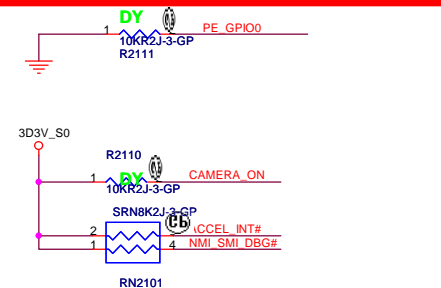 DY
1
PE_GPIO0
10KR2J-3-GP
R2111
3D3V_S0
R2110
1
DY
CAMERA_ON
10KR2J-3-GP
SRN8K2J-3-GP
2
ACCEL_INT#
1
4
NMI_SMI_DBG#
RN2101